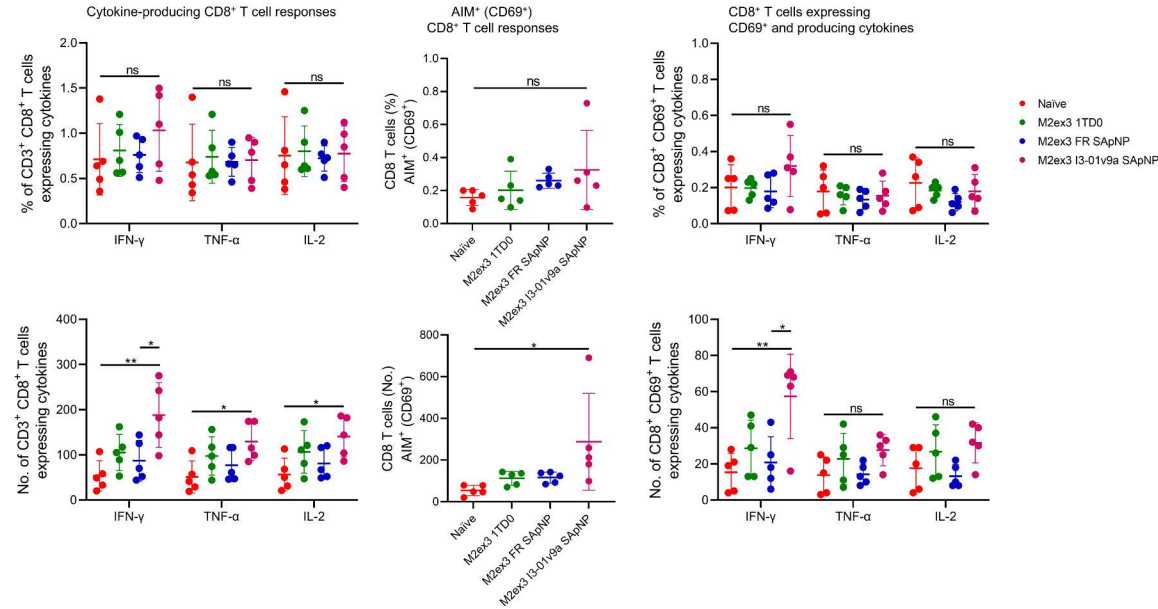 Cytokine-producing CD8⁺ T cell responses
AIM⁺ (CD69⁺)
CD8⁺ T cell responses
CD8⁺ T cells expressing
CD69⁺ and producing cytokines
% of CD3⁺ CD8⁺ T cells
expressing cytokines
2.0
1.5
1.0
0.5
0.0
ns
ns
ns
IFN-γ
TNF-α
IL-2
CD8 T cells (%)
AIM⁺ (CD69⁺)
1.0
0.8
0.6
0.4
0.2
0.0
ns
Naïve
M2ex3 1TD0
M2ex3 FR SApNP
M2ex3 I3-01v9a SApNP
% of CD8⁺ CD69⁺ T cells
expressing cytokines
1.0
0.8
0.6
0.4
0.2
0.0
ns
ns
ns
IFN-γ
TNF-α
IL-2
Naïve
M2ex3 1TD0
M2ex3 FR SApNP
M2ex3 I3-01v9a SApNP
No. of CD3⁺ CD8⁺ T cells
expressing cytokines
400
300
200
100
0
*
**
*
*
IFN-γ
TNF-α
IL-2
CD8 T cells (No.)
AIM⁺ (CD69⁺)
800
600
400
200
0
*
Naïve
M2ex3 1TD0
M2ex3 FR SApNP
M2ex3 I3-01v9a SApNP
No. of CD8⁺ CD69⁺ T cells
expressing cytokines
100
80
60
40
20
0
*
**
ns
ns
IFN-γ
TNF-α
IL-2